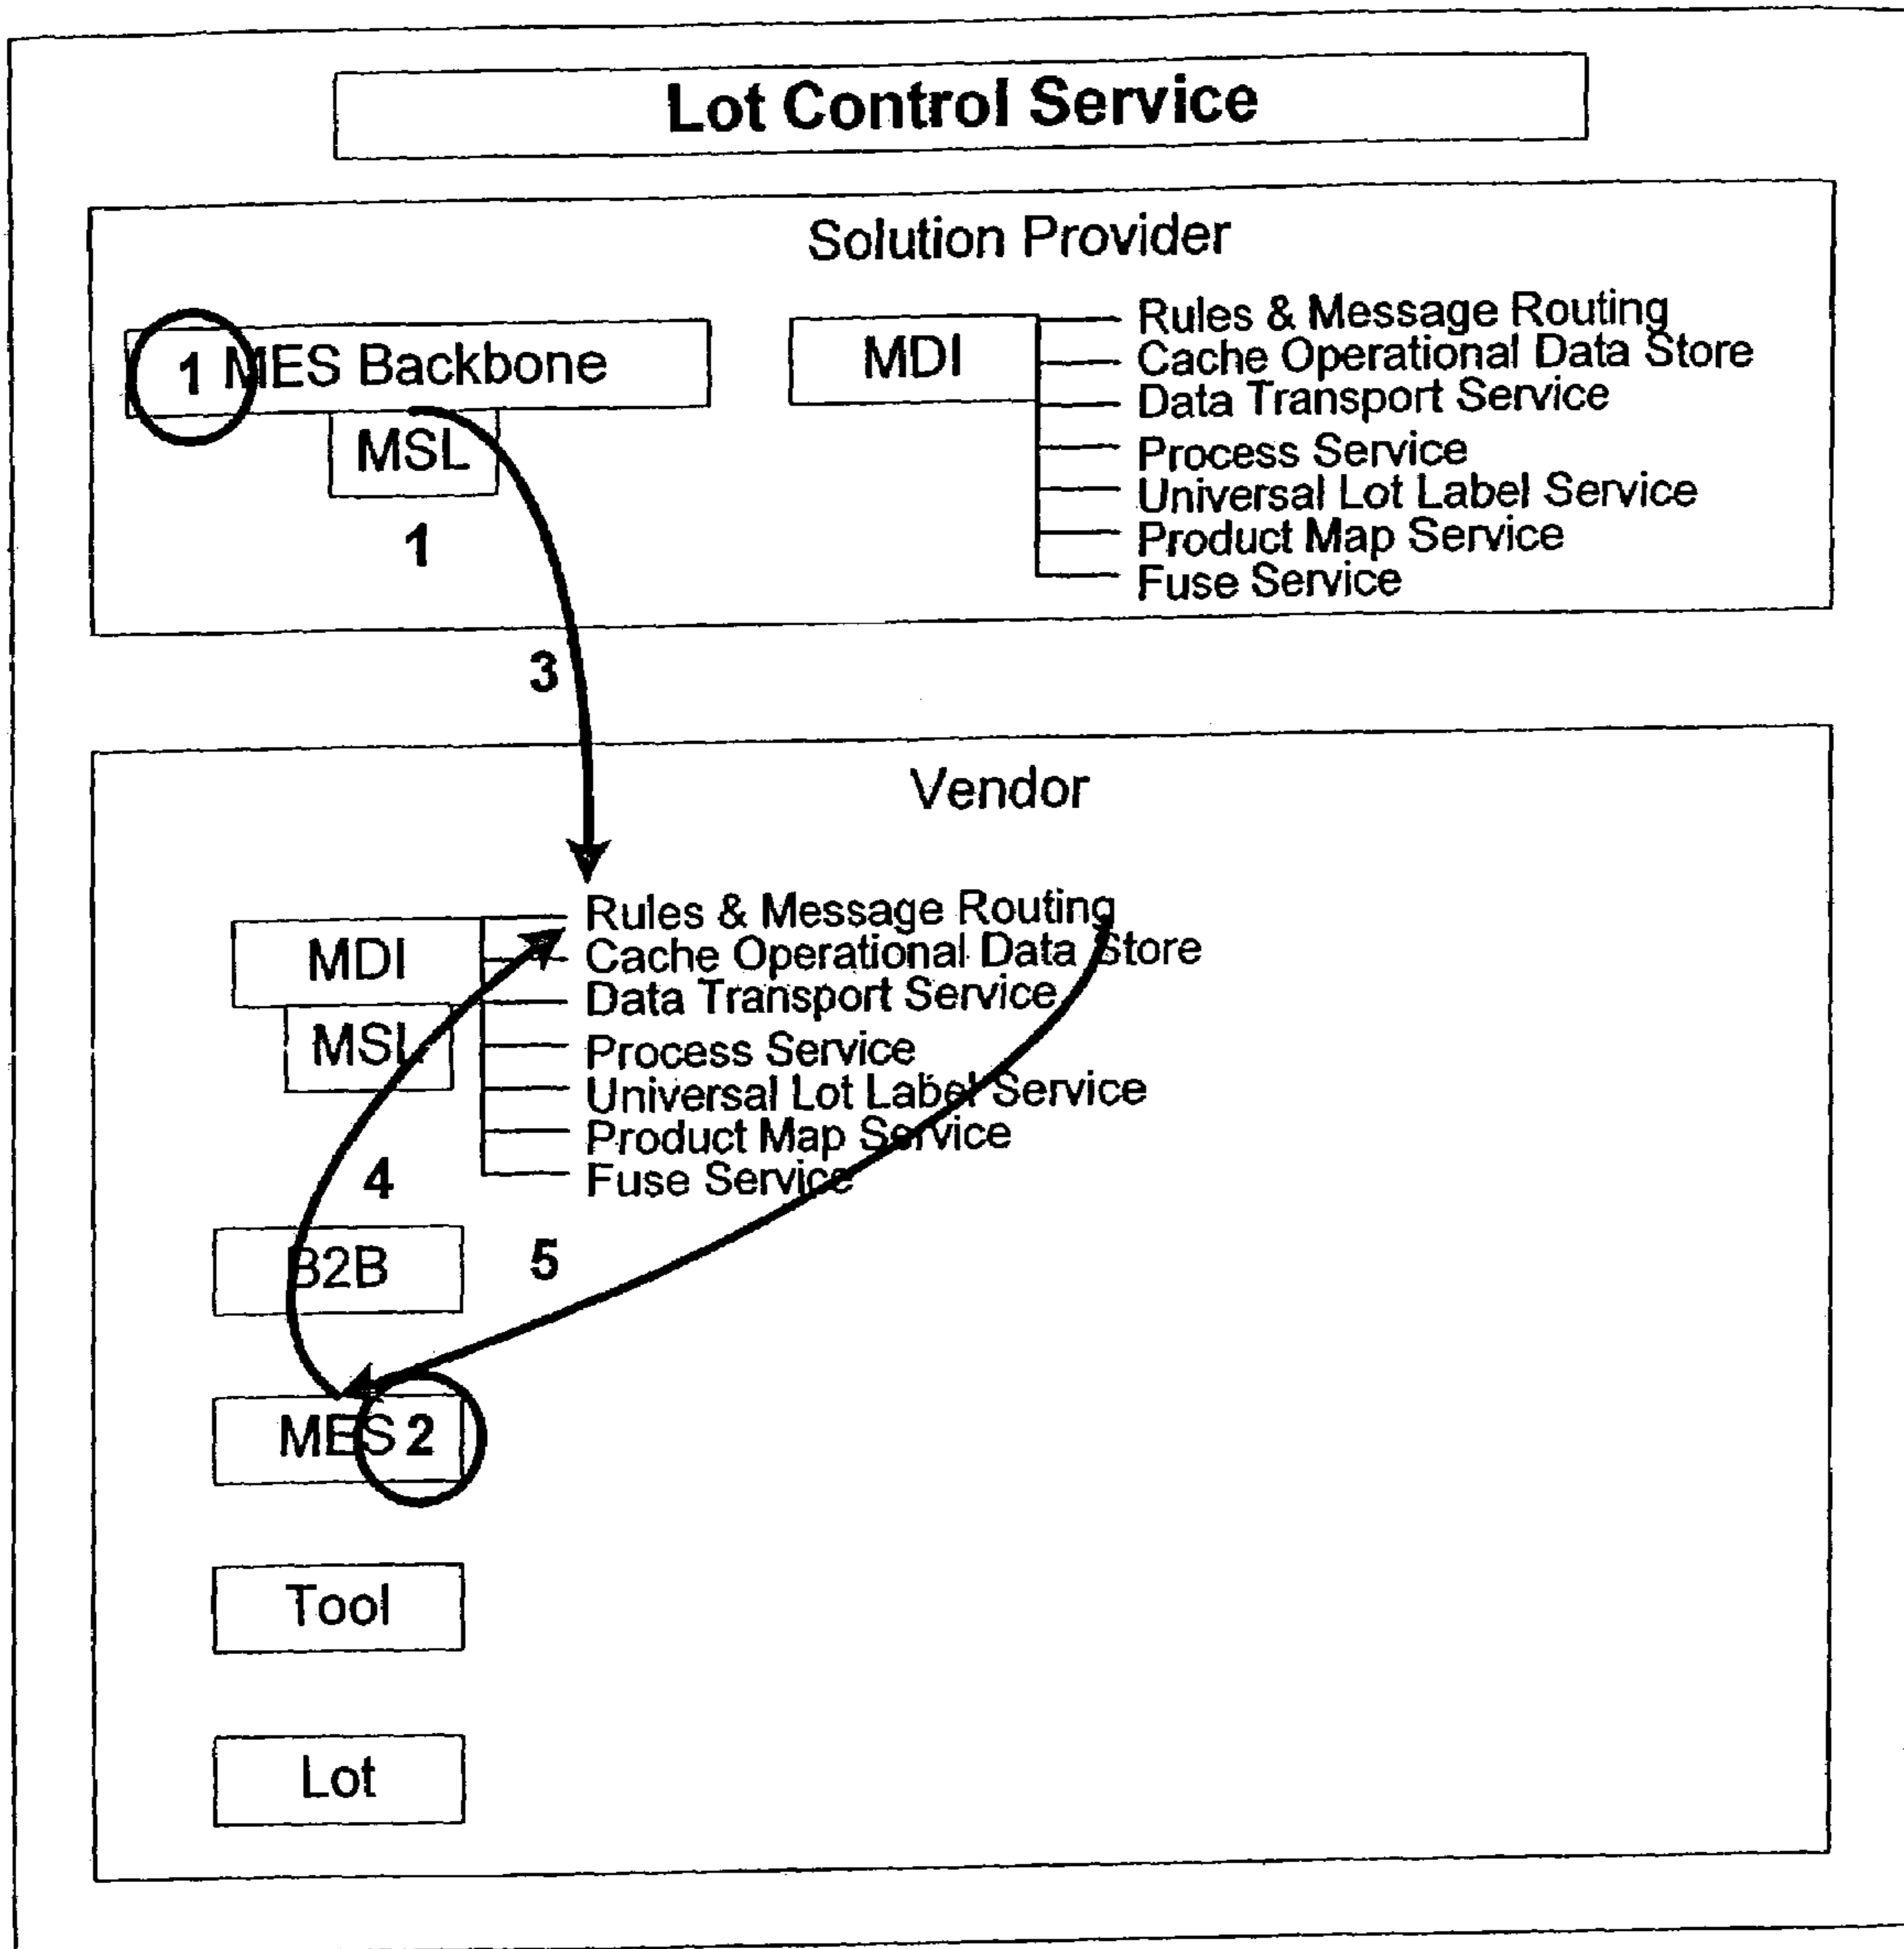 Lot Control Service
Solution Provider
1 MES Backbone
MSL
1
MDI
Rules & Message Routing
Cache Operational Data Store
Data Transport Service
Process Service
Universal Lot Label Service
Product Map Service
Fuse Service
3
Vendor
MDI
MSL
Rules & Message Routing
Cache Operational Data Store
Data Transport Service
Process Service
Universal Lot Label Service
Product Map Service
Fuse Service
4
B2B
5
MES 2
Tool
Lot